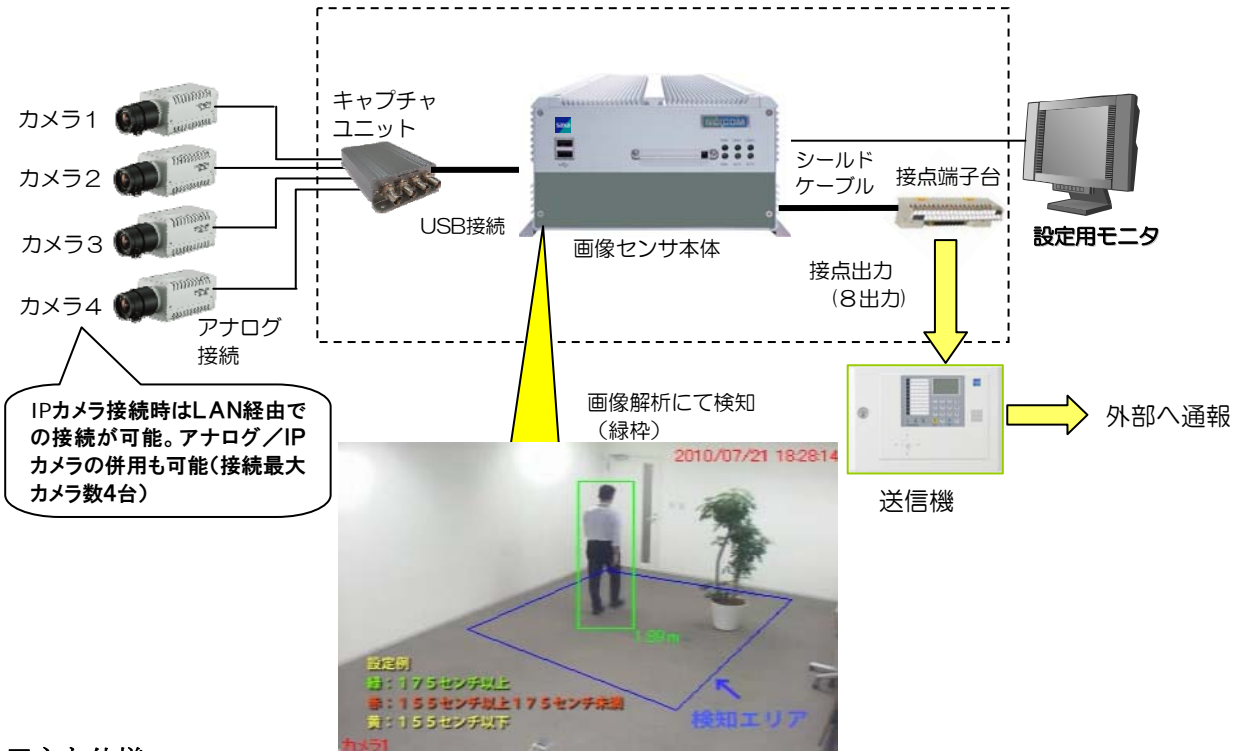 カメラ1
カメラ2
カメラ3
カメラ4
キャプチャ
ユニット
USB接続
アナログ
接続
NS@COM
画像センサ本体
シールド
ケーブル
接点端子台
設定用モニタ
接点出力
(8出力)
IPカメラ接続時はLAN経由で
の接続が可能。アナログ/IP
カメラの併用も可能(接続最大
カメラ数4台)
画像解析にて検知
(緑枠)
外部へ通報
送信機
2010/07/21 18:28:14
1.89m
設定例
緑:175センチ以上
赤:155センチ以上175センチ未満
黄:155センチ以下
検知エリア
カメラ1